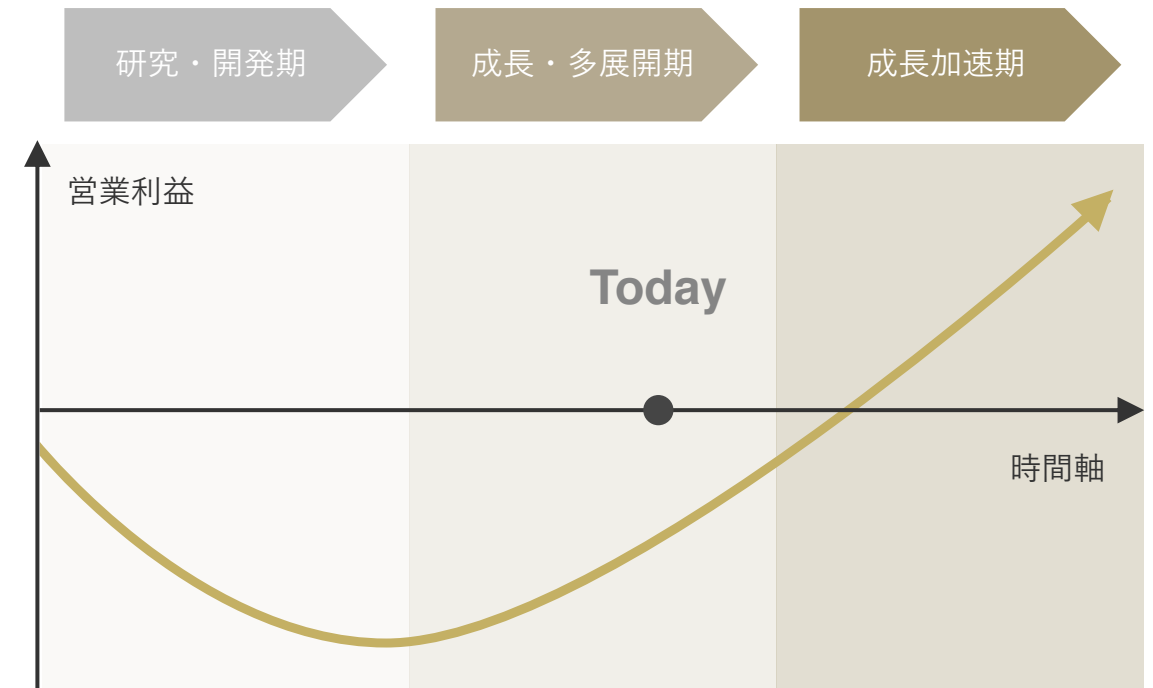 研究・開発期
成長・多展開期
成長加速期
営業利益
Today
時間軸